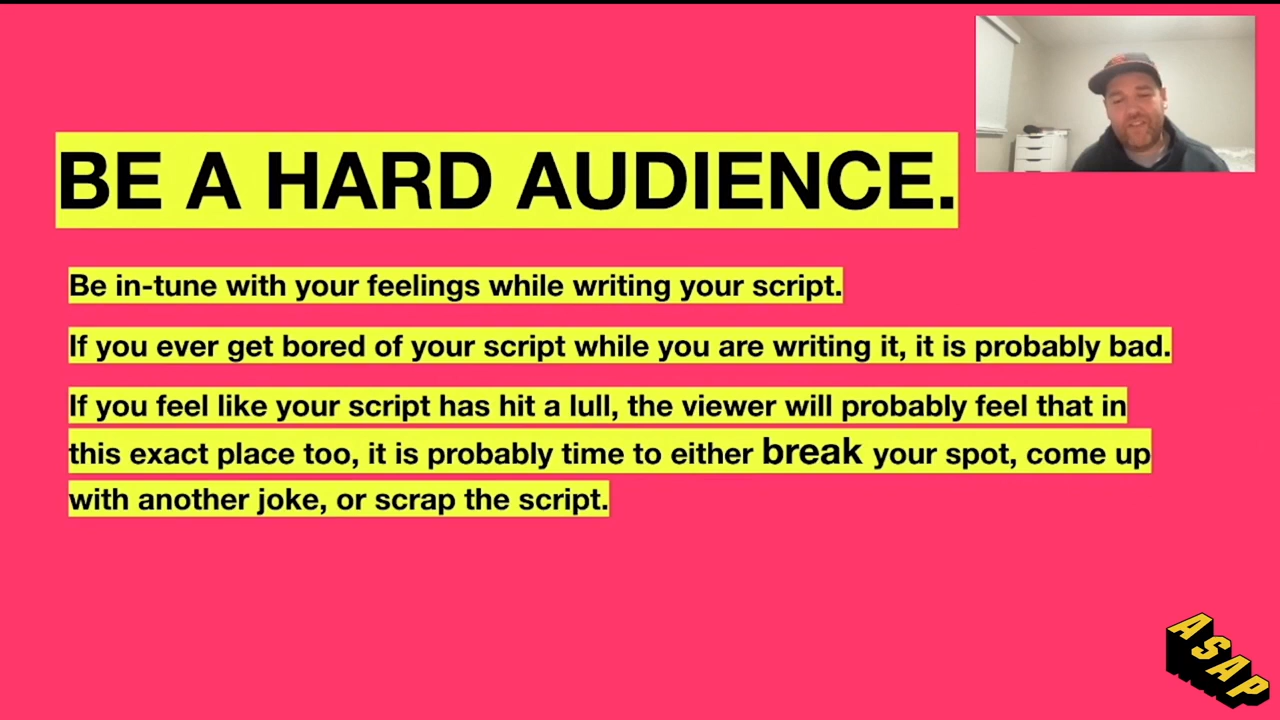 BE A HARD AUDIENCE.
Be in-tune with your feelings while writing your script.
If you ever get bored of your script while you are writing it, it is probably bad.
If you feel like your script has hit a lull, the viewer will probably feel that in
this exact place too, it is probably time to either break your spot, come up
with another joke, or scrap the script.
ASAP